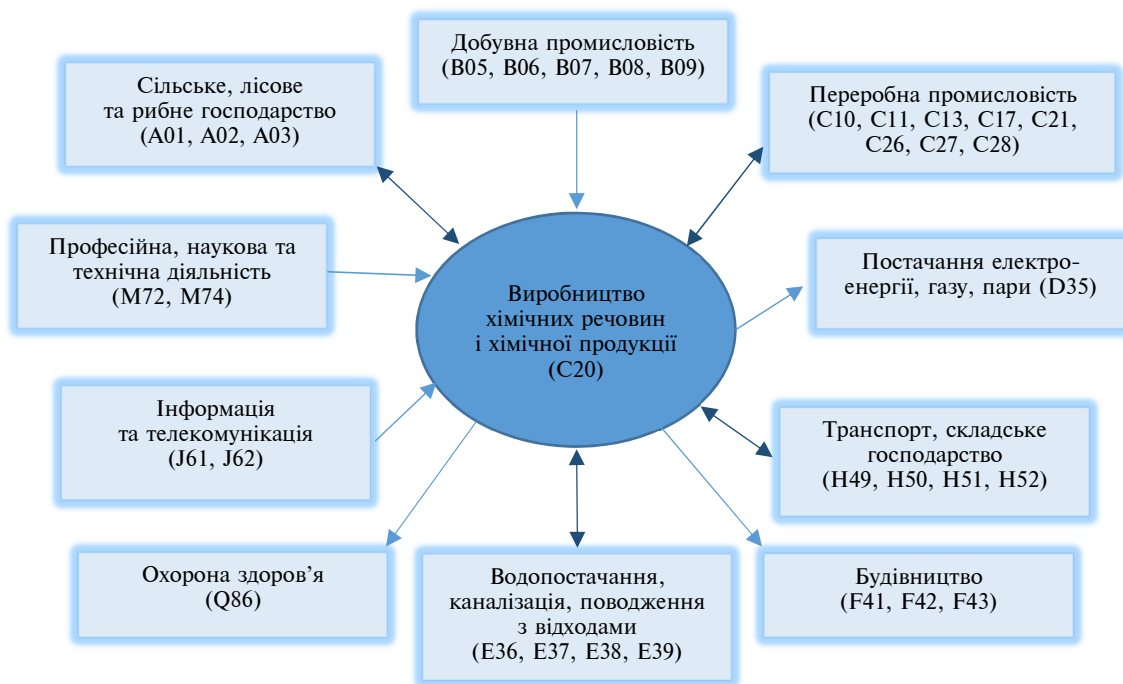 Добувна промисловість
(B05, B06, B07, B08, B09)
Сільське, лісове
та рибне господарство
(A01, A02, A03)
Переробна промисловість
(C10, C11, C13, C17, C21,
C26, C27, C28)
Професійна, наукова та
технічна діяльність
(M72, M74)
Постачання електро-
енергії, газу, пари (D35)
Виробництво
хімічних речовин
і хімічної продукції
(C20)
Інформація
та телекомунікація
(J61, J62)
Транспорт, складське
господарство
(H49, H50, H51, H52)
Охорона здоров’я
(Q86)
Водопостачання,
каналізація, поводження
з відходами
(E36, E37, E38, E39)
Будівництво
(F41, F42, F43)